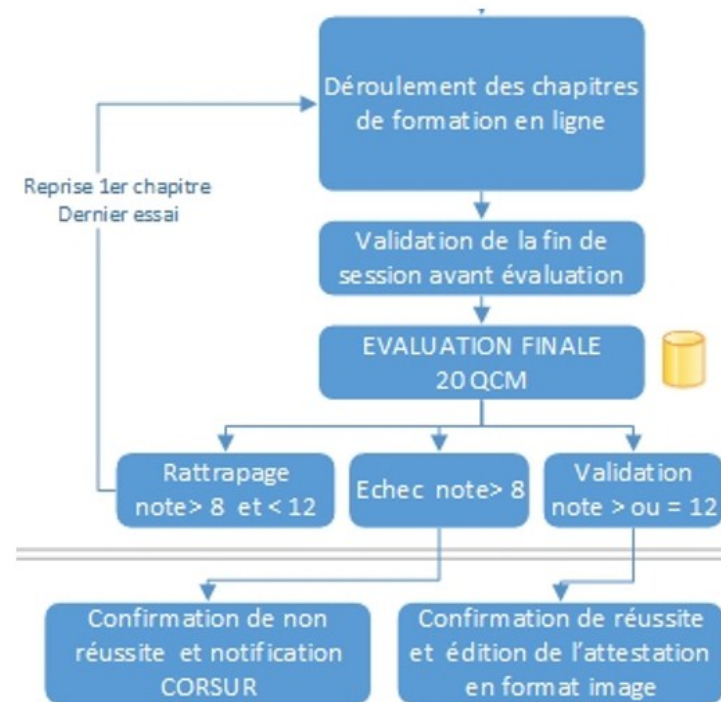 Déroulement des chapitres
de formation en ligne
Reprise 1er chapitre
Dernier essai
Validation de la fin de
session avant évaluation
EVALUATION FINALE
20 QCM
Rattrapage
note> 8 et < 12
Echec note> 8
Validation
note > ou = 12
Confirmation de non
réussite et notification
CORSUR
Confirmation de réussite
et édition de l'attestation
en format image